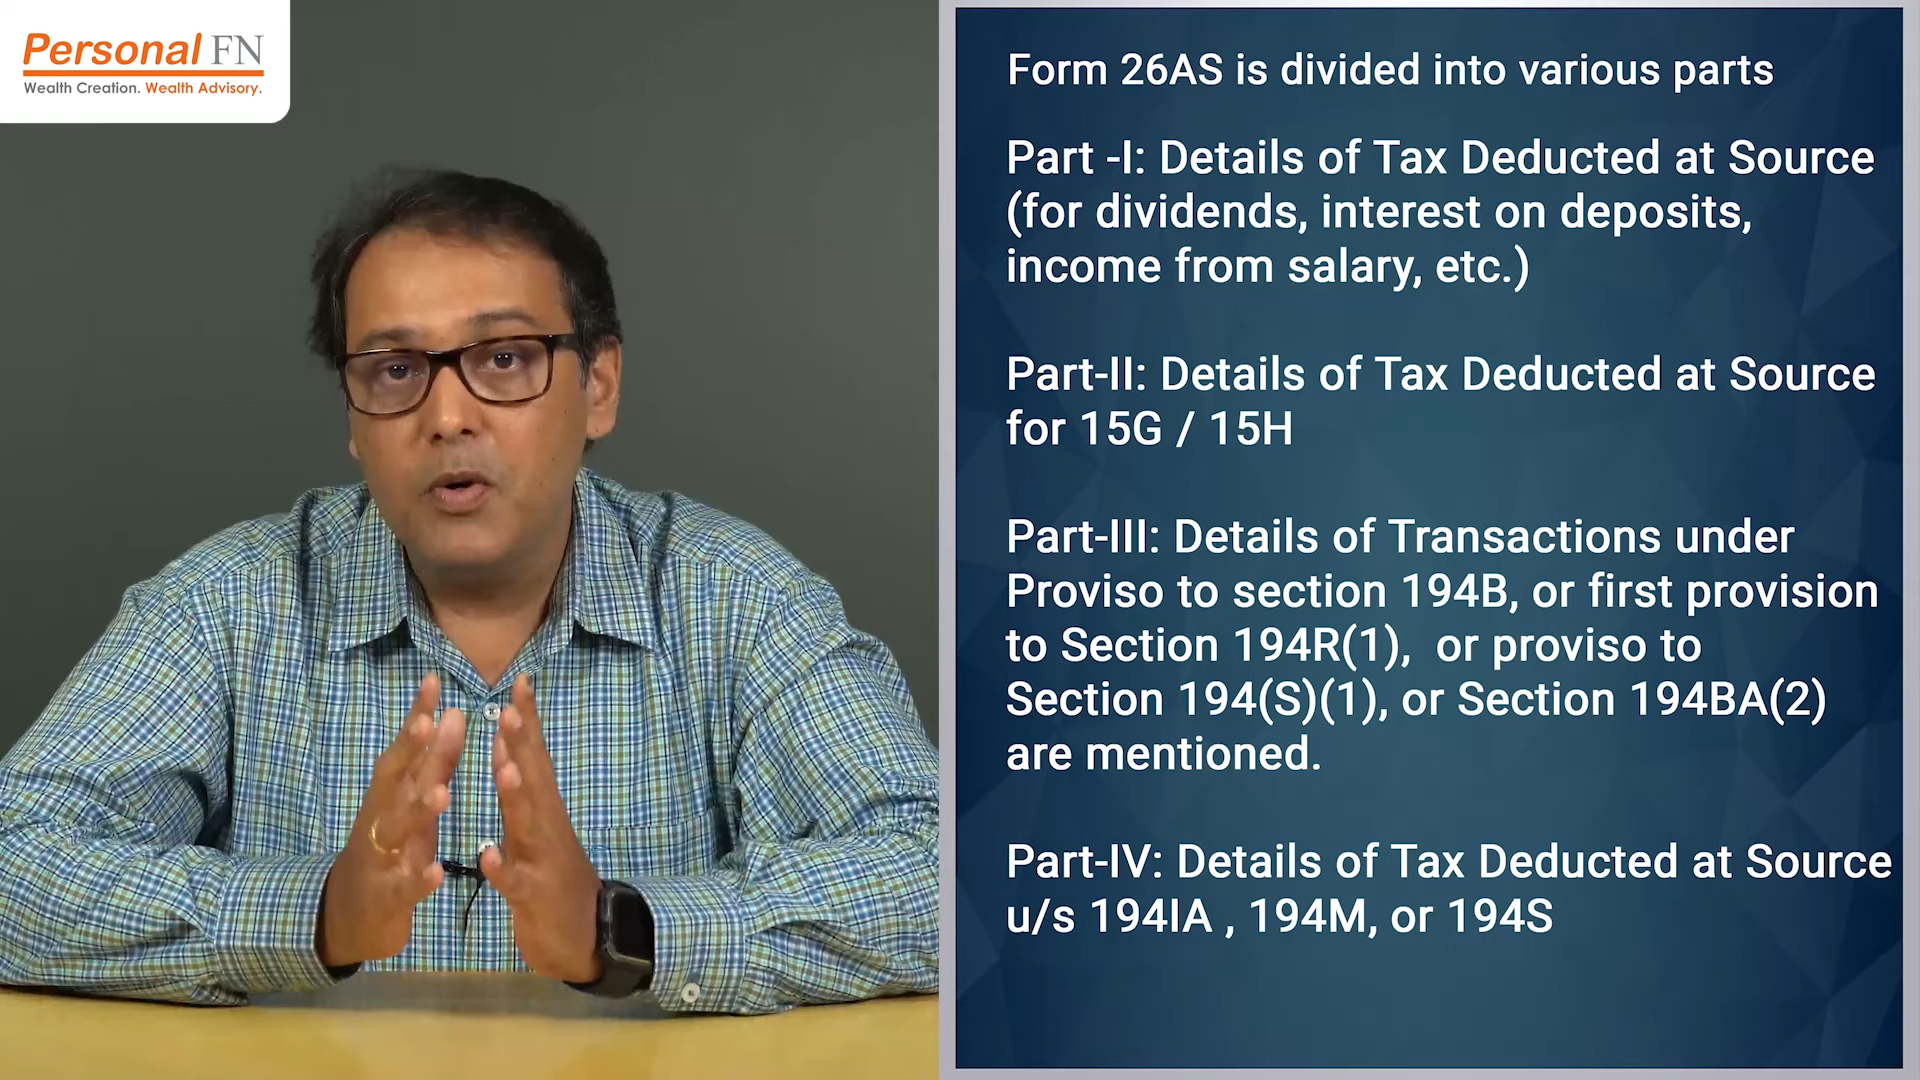 Personal FN
Wealth Creation. Wealth Advisory.
Form 26AS is divided into various parts
Part -I: Details of Tax Deducted at Source
(for dividends, interest on deposits,
income from salary, etc.)
Part-II: Details of Tax Deducted at Source
for 15G / 15H
Part-III: Details of Transactions under
Proviso to section 194B, or first provision
to Section 194R(1), or proviso to
Section 194(S)(1), or Section 194BA(2)
are mentioned.
Part-IV: Details of Tax Deducted at Source
u/s 194IA , 194M, or 194S